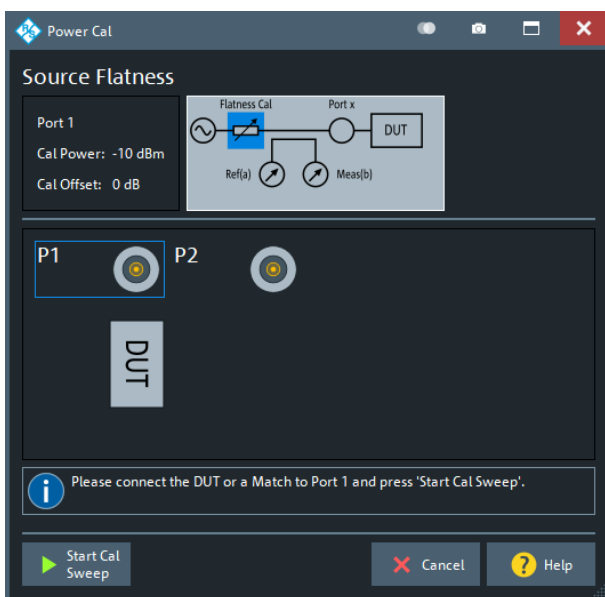 Power Cal
Source Flatness
Port 1
Cal Power: -10 dBm
Cal Offset: 0 dB
Flatness Cal
Port x
DUT
Ref(a)
Meas(b)
P1
P2
DUT
Please connect the DUT or a Match to Port 1 and press 'Start Cal Sweep'.
Start Cal
Sweep
Cancel
Help